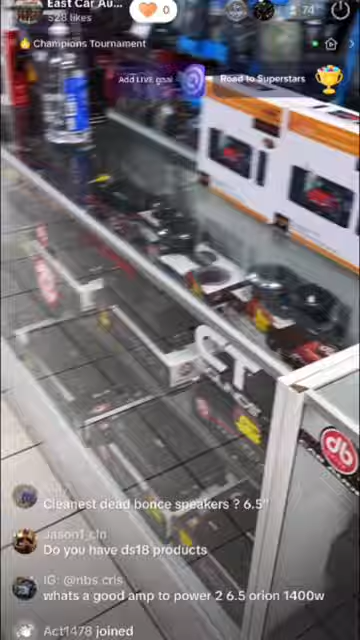 East Car Au...
528 likes
0
74
Champions Tournament
Add LIVE goal
Road to Superstars
CT
db
Cleanest dead bonce speakers ? 6.5"
Jason1_cln
Do you have ds18 products
IG: @nbs.cris
whats a good amp to power 2 6.5 orion 1400w
Act1478 joined